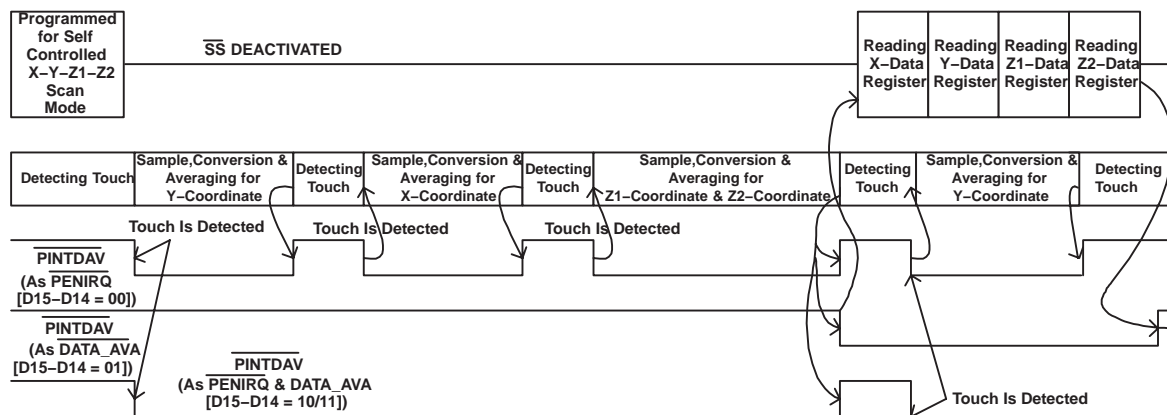 Programmed
for Self
Controlled
X−Y−Z1−Z2
Scan
Mode
SS DEACTIVATED
Reading
X−Data
Register
Reading
Y−Data
Register
Reading
Z1−Data
Register
Reading
Z2−Data
Register
Detecting Touch
Sample,Conversion &
Averaging for
Y−Coordinate
Detecting
Touch
Sample,Conversion &
Averaging for
X−Coordinate
Detecting
Touch
Sample,Conversion &
Averaging for
Z1−Coordinate & Z2−Coordinate
Detecting
Touch
Sample,Conversion &
Averaging for
Y−Coordinate
Detecting
Touch
Touch Is Detected
Touch Is Detected
Touch Is Detected
PINTDAV
(As PENIRQ
[D15−D14 = 00])
PINTDAV
(As DATA_AVA
[D15−D14 = 01])
PINTDAV
(As PENIRQ & DATA_AVA
[D15−D14 = 10/11])
Touch Is Detected